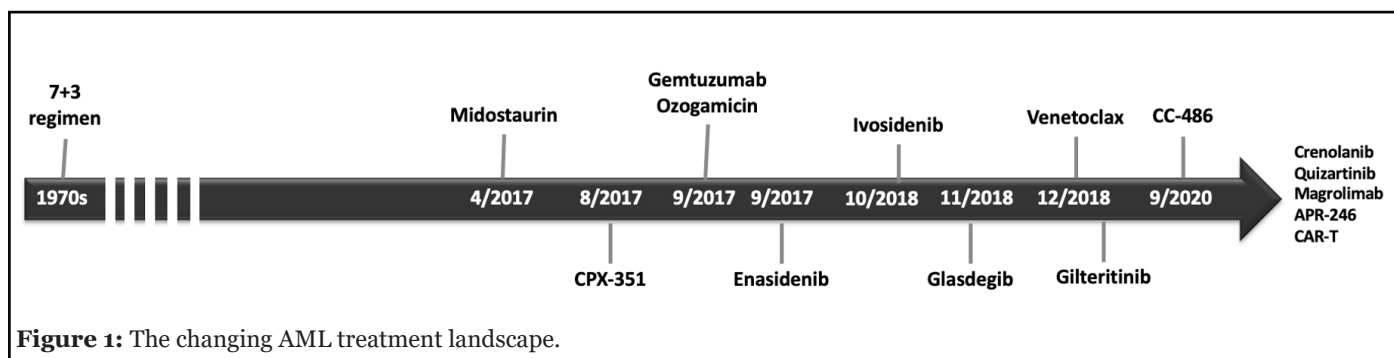 7+3
regimen
Midostaurin
Gemtuzumab
Ozogamicin
Ivosidenib
Venetoclax
CC-486
1970s
4/2017
8/2017
9/2017
9/2017
10/2018
11/2018
12/2018
9/2020
Crenolanib
Quizartinib
Magrolimab
APR-246
CAR-T
CPX-351
Enasidenib
Glasdegib
Gilteritinib
Figure 1: The changing AML treatment landscape.